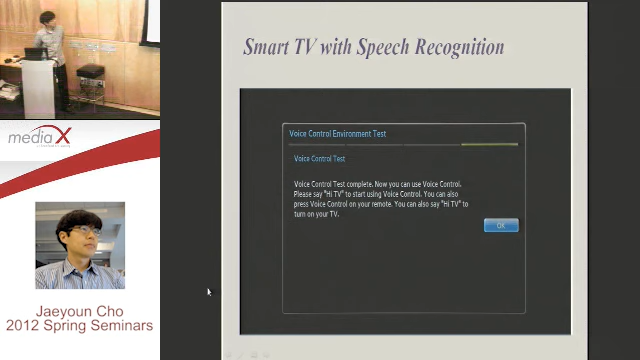 Smart TV with Speech Recognition
Voice Control Environment Test
Voice Control Test
Voice Control Test complete. Now you can use Voice Control.
Please say "Hi TV" to start using Voice Control. You can also
press Voice Control on your remote. You can also say "Hi TV" to
turn on your TV.
OK
media X
Jaeyoun Cho
2012 Spring Seminars